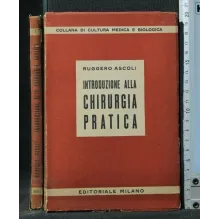 COLLANA DI CULTURA MEDICA E BIOLOGICA
RUGGERO ASCOLI
INTRODUZIONE ALLA
CHIRURGIA
PRATICA
EDITORIALE MILANO